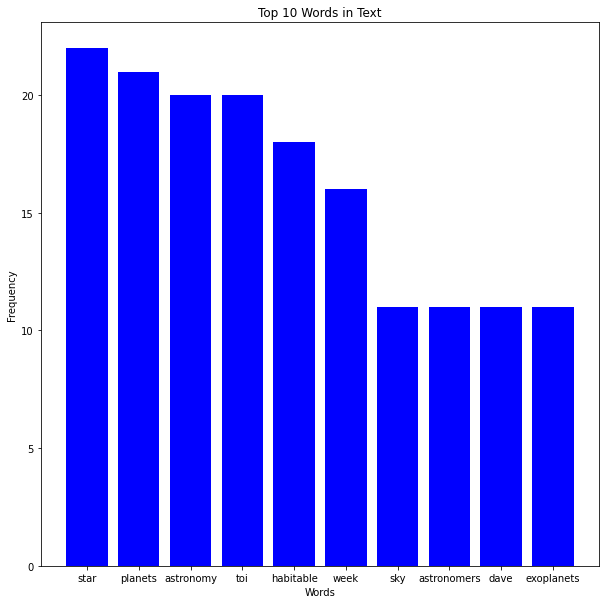 Top 10 Words in Text
Frequency
20
15
10
5
0
star planets astronomy toi habitable week sky astronomers dave exoplanets
Words